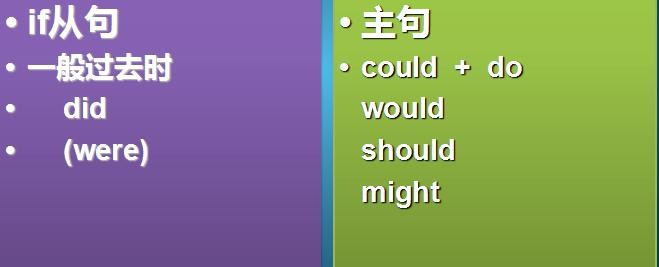 • if从句
• 一般过去时
• did
• (were)
• 主句
• could + do
would
should
might